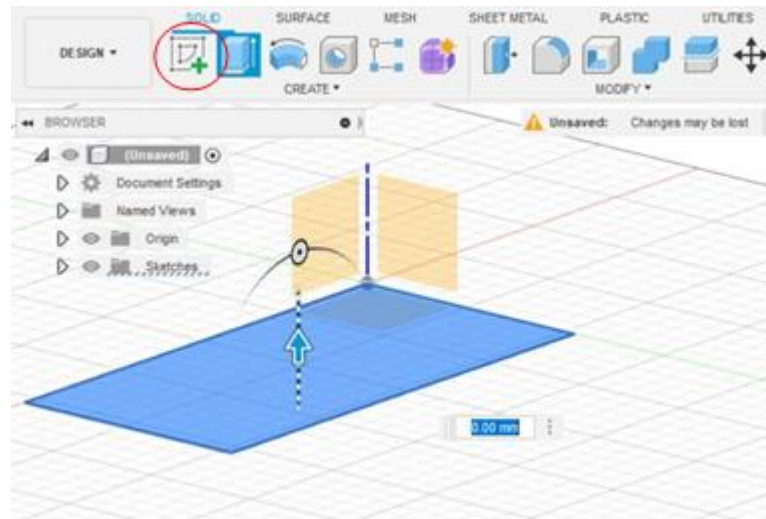 SOLID SURFACE MESH SHEET METAL PLASTIC UTILITIES
DESIGN
CREATE MODIFY
BROWSER
Unsaved: Changes may be lost
(Unsaved)
Document Settings
Named Views
Origin
Sketches
0.00 mm